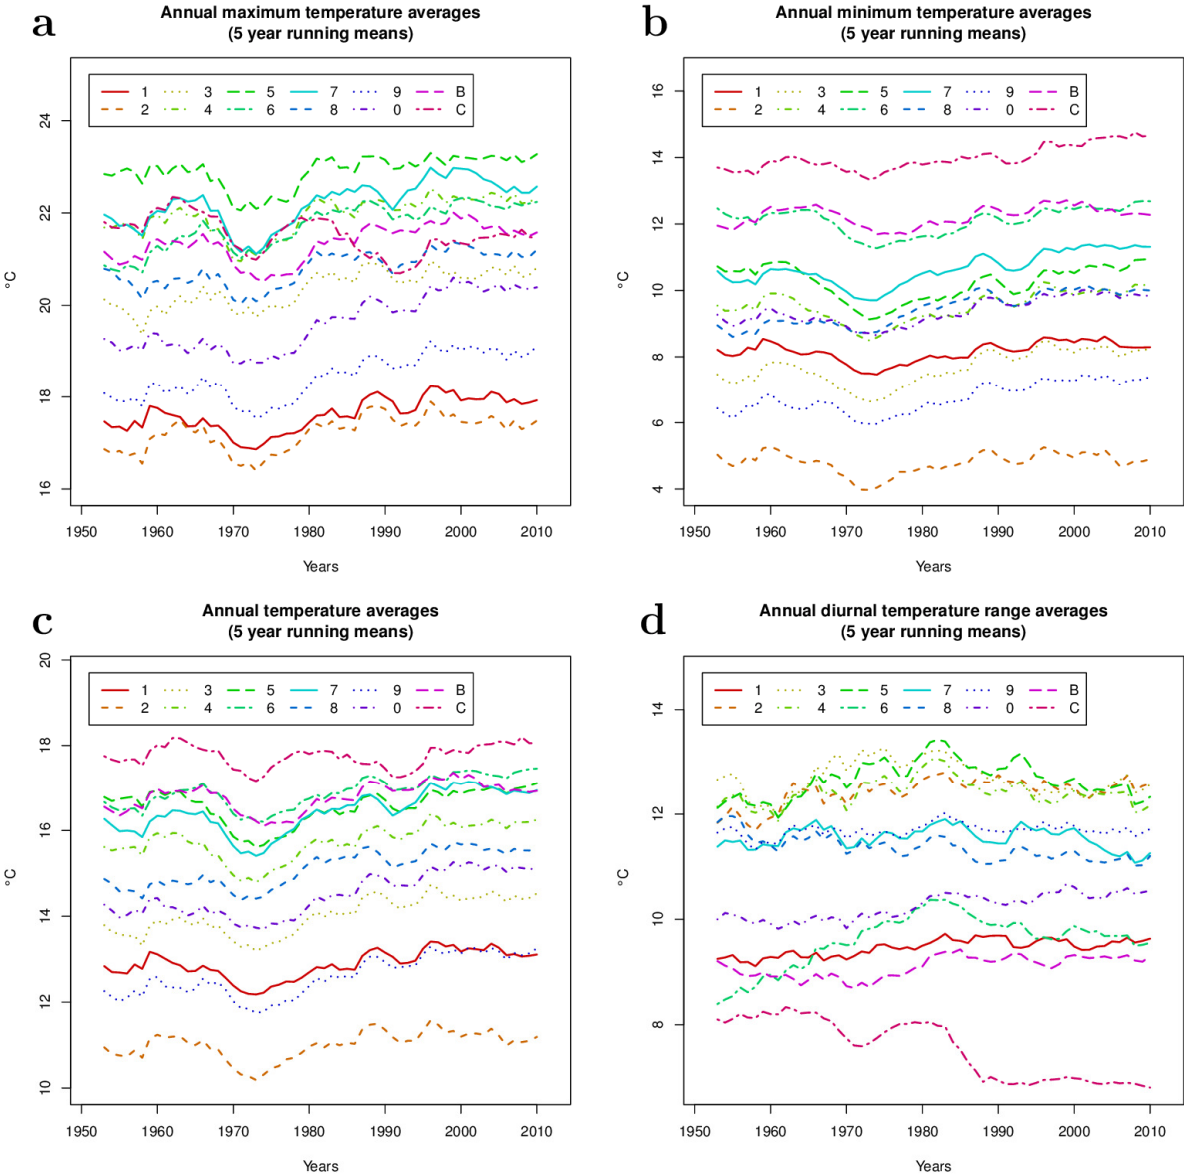 a
Annual maximum temperature averages
(5 year running means)
1 3 5 7 9 B
2 4 6 8 0 C
°C
24
22
20
18
16
1950 1960 1970 1980 1990 2000 2010
Years
b
Annual minimum temperature averages
(5 year running means)
1 3 5 7 9 B
2 4 6 8 0 C
°C
16
14
12
10
8
6
4
1950 1960 1970 1980 1990 2000 2010
Years
c
Annual temperature averages
(5 year running means)
1 3 5 7 9 B
2 4 6 8 0 C
°C
20
18
16
14
12
10
1950 1960 1970 1980 1990 2000 2010
Years
d
Annual diurnal temperature range averages
(5 year running means)
1 3 5 7 9 B
2 4 6 8 0 C
°C
14
12
10
8
1950 1960 1970 1980 1990 2000 2010
Years